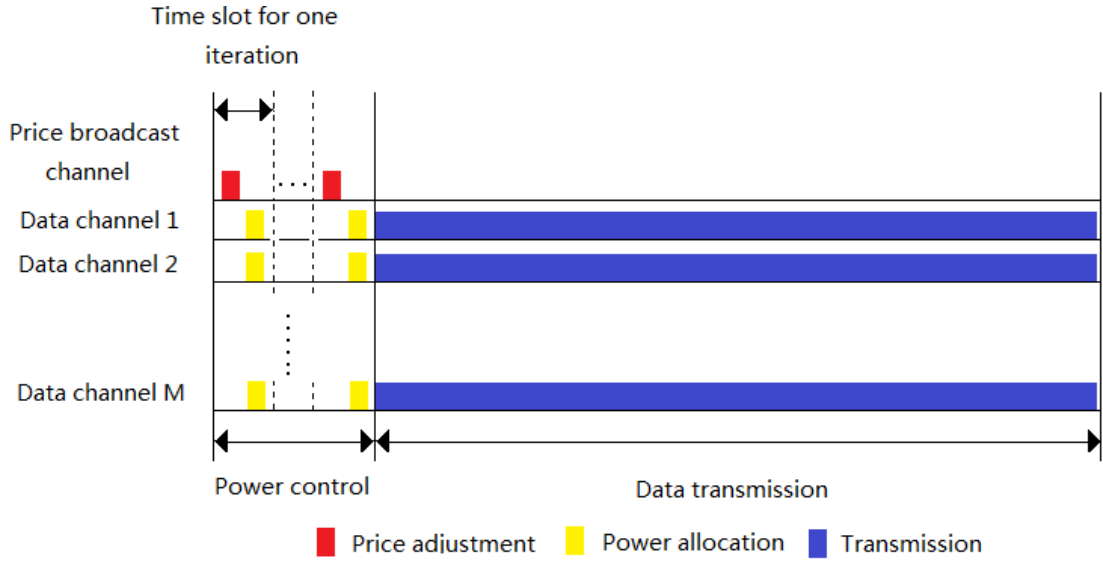 Time slot for one
iteration
Price broadcast
channel
Data channel 1
Data channel 2
Data channel M
Power control
Data transmission
Price adjustment
Power allocation
Transmission